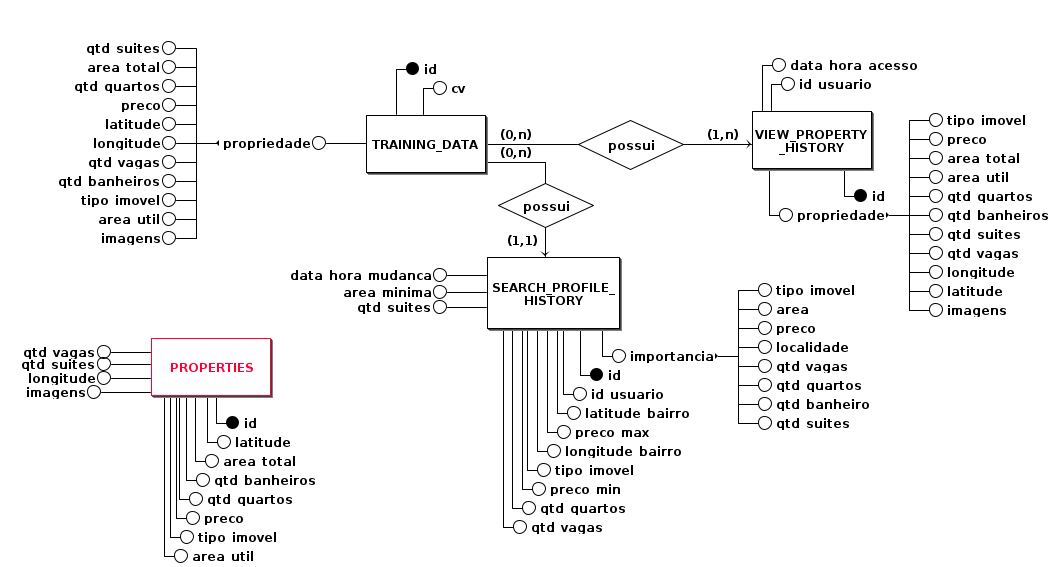 qtd suites
area total
qtd quartos
preco
latitude
longitude
qtd vagas
qtd banheiros
tipo imovel
area util
imagens
propriedade
id
cv
TRAINING_DATA
(0,n)
(0,n)
possui
(1,n)
data hora acesso
id usuario
VIEW_PROPERTY
_HISTORY
id
propriedade
tipo imovel
preco
area total
area util
qtd quartos
qtd banheiros
qtd suites
qtd vagas
longitude
latitude
imagens
possui
(1,1)
data hora mudanca
area minima
qtd suites
SEARCH_PROFILE_
HISTORY
importancia
tipo imovel
area
preco
localidade
qtd vagas
qtd quartos
qtd banheiro
qtd suites
id
id usuario
latitude bairro
preco max
longitude bairro
tipo imovel
preco min
qtd quartos
qtd vagas
qtd vagas
qtd suites
longitude
imagens
PROPERTIES
id
latitude
area total
qtd banheiros
qtd quartos
preco
tipo imovel
area util